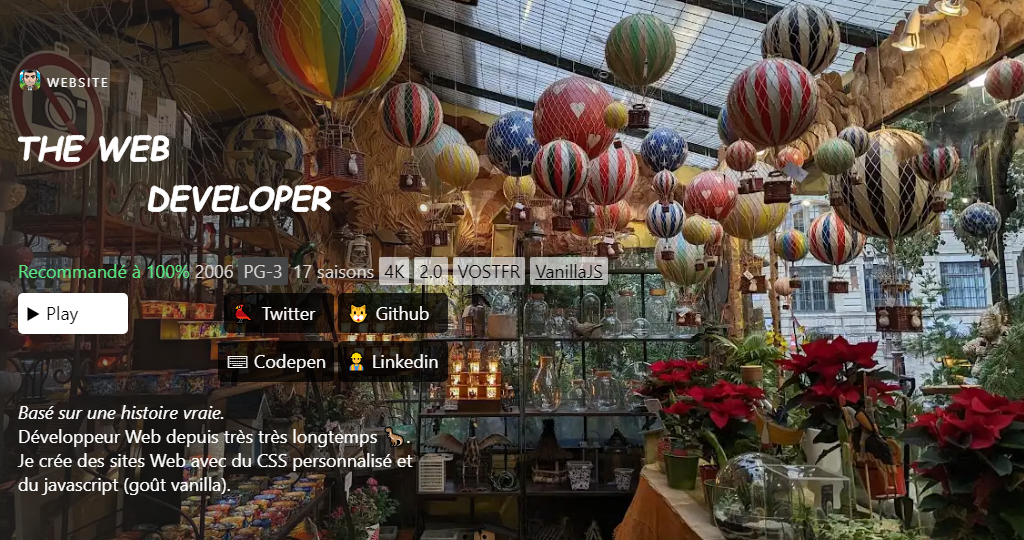 WEBSITE
THE WEB
DEVELOPER
Recommandé à 100% 2006 PG-3 17 saisons 4K 2.0 VOSTFR VanillaJS
Play
Twitter
Github
Codepen
Linkedin
Basé sur une histoire vraie.
Développeur Web depuis très très longtemps 🦕.
Je crée des sites Web avec du CSS personnalisé et
du javascript (goût vanilla).